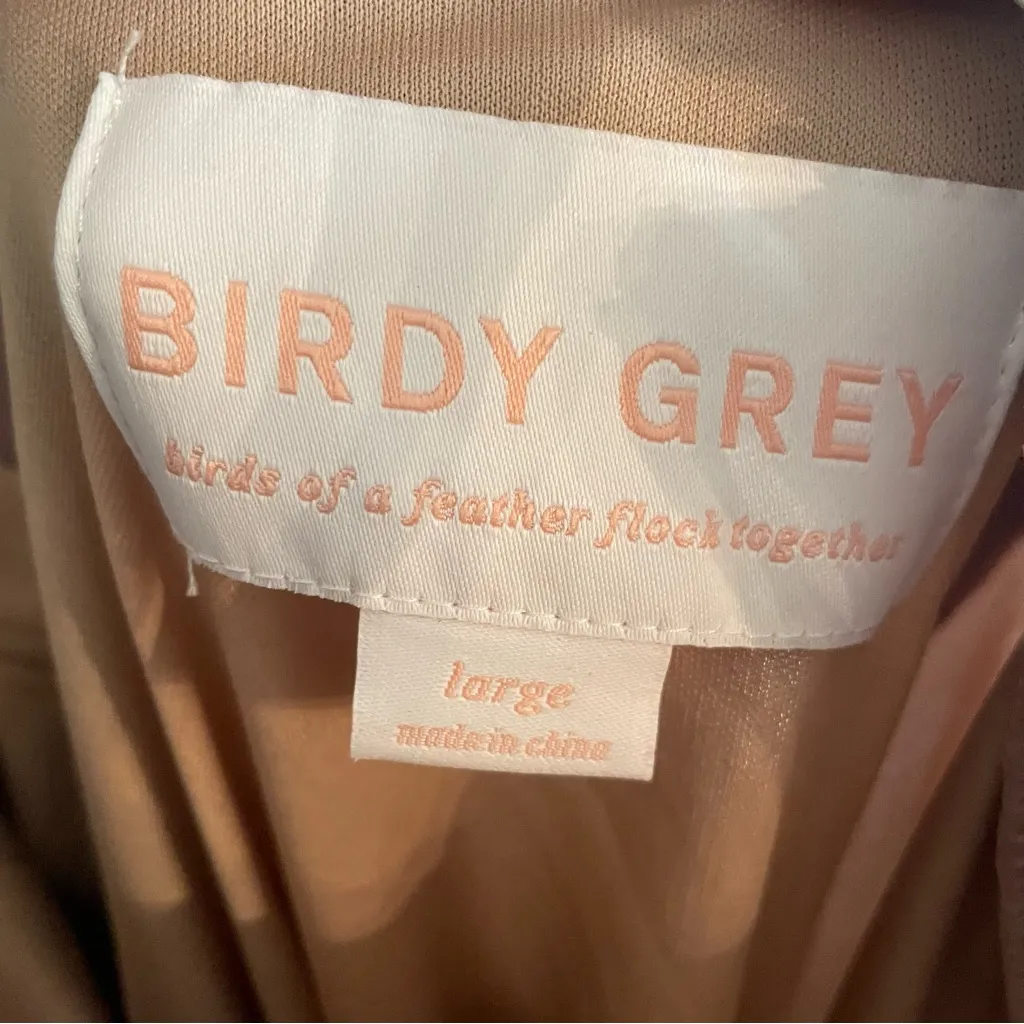 BIRDY GREY
birds of a feather flock together
large
made in china